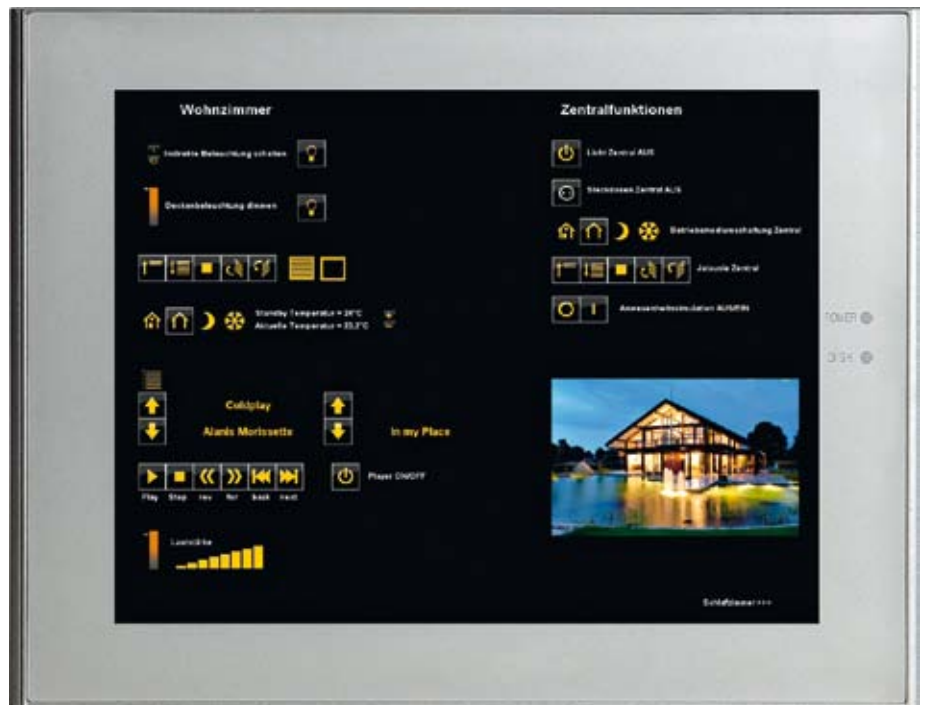 Wohnzimmer
Indirekte Beleuchtung schalten
Deckenbeleuchtung dimmen
Standby Temperatur = 24°C
Aktuelle Temperatur = 23,2°C
Coldplay
Alanis Morissette
In my Place
Play Stop rev for back next
Player ON/OFF
Lautstärke
Zentralfunktionen
Licht Zentral AUS
Steckdosen Zentral AUS
Betriebsmodiumschaltung Zentral
Jalousie Zentral
Anwesenheitssimulation AUS/EIN
Schlafzimmer>>>
POWER
DISK